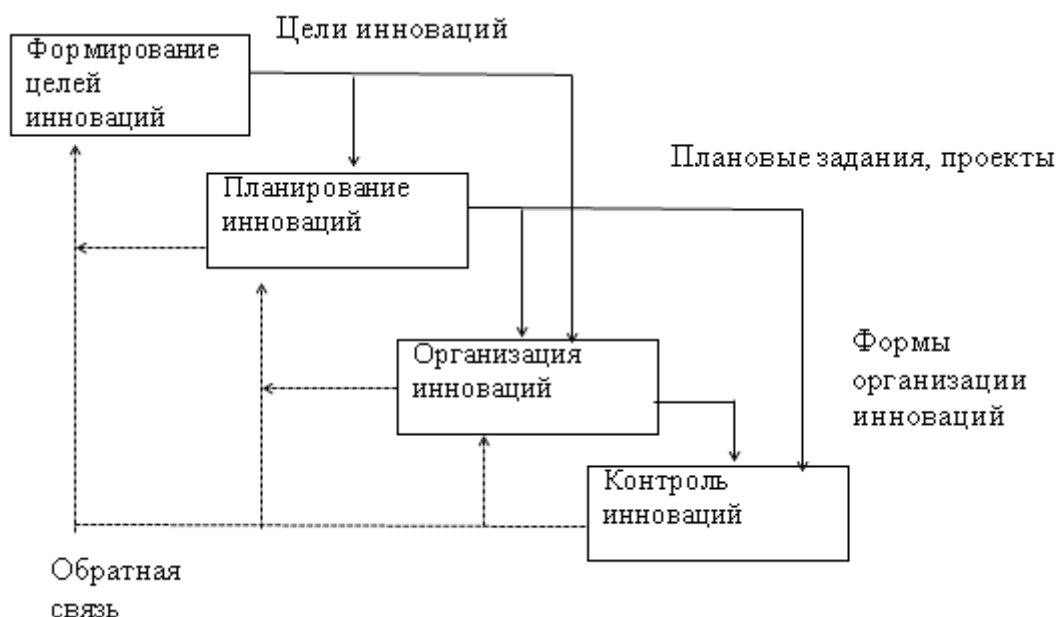 Цели инноваций
Формирование
целей
инноваций
Плановые задания, проекты
Планирование
инноваций
Формы
организации
инноваций
Организация
инноваций
Контроль
инноваций
Обратная
связь